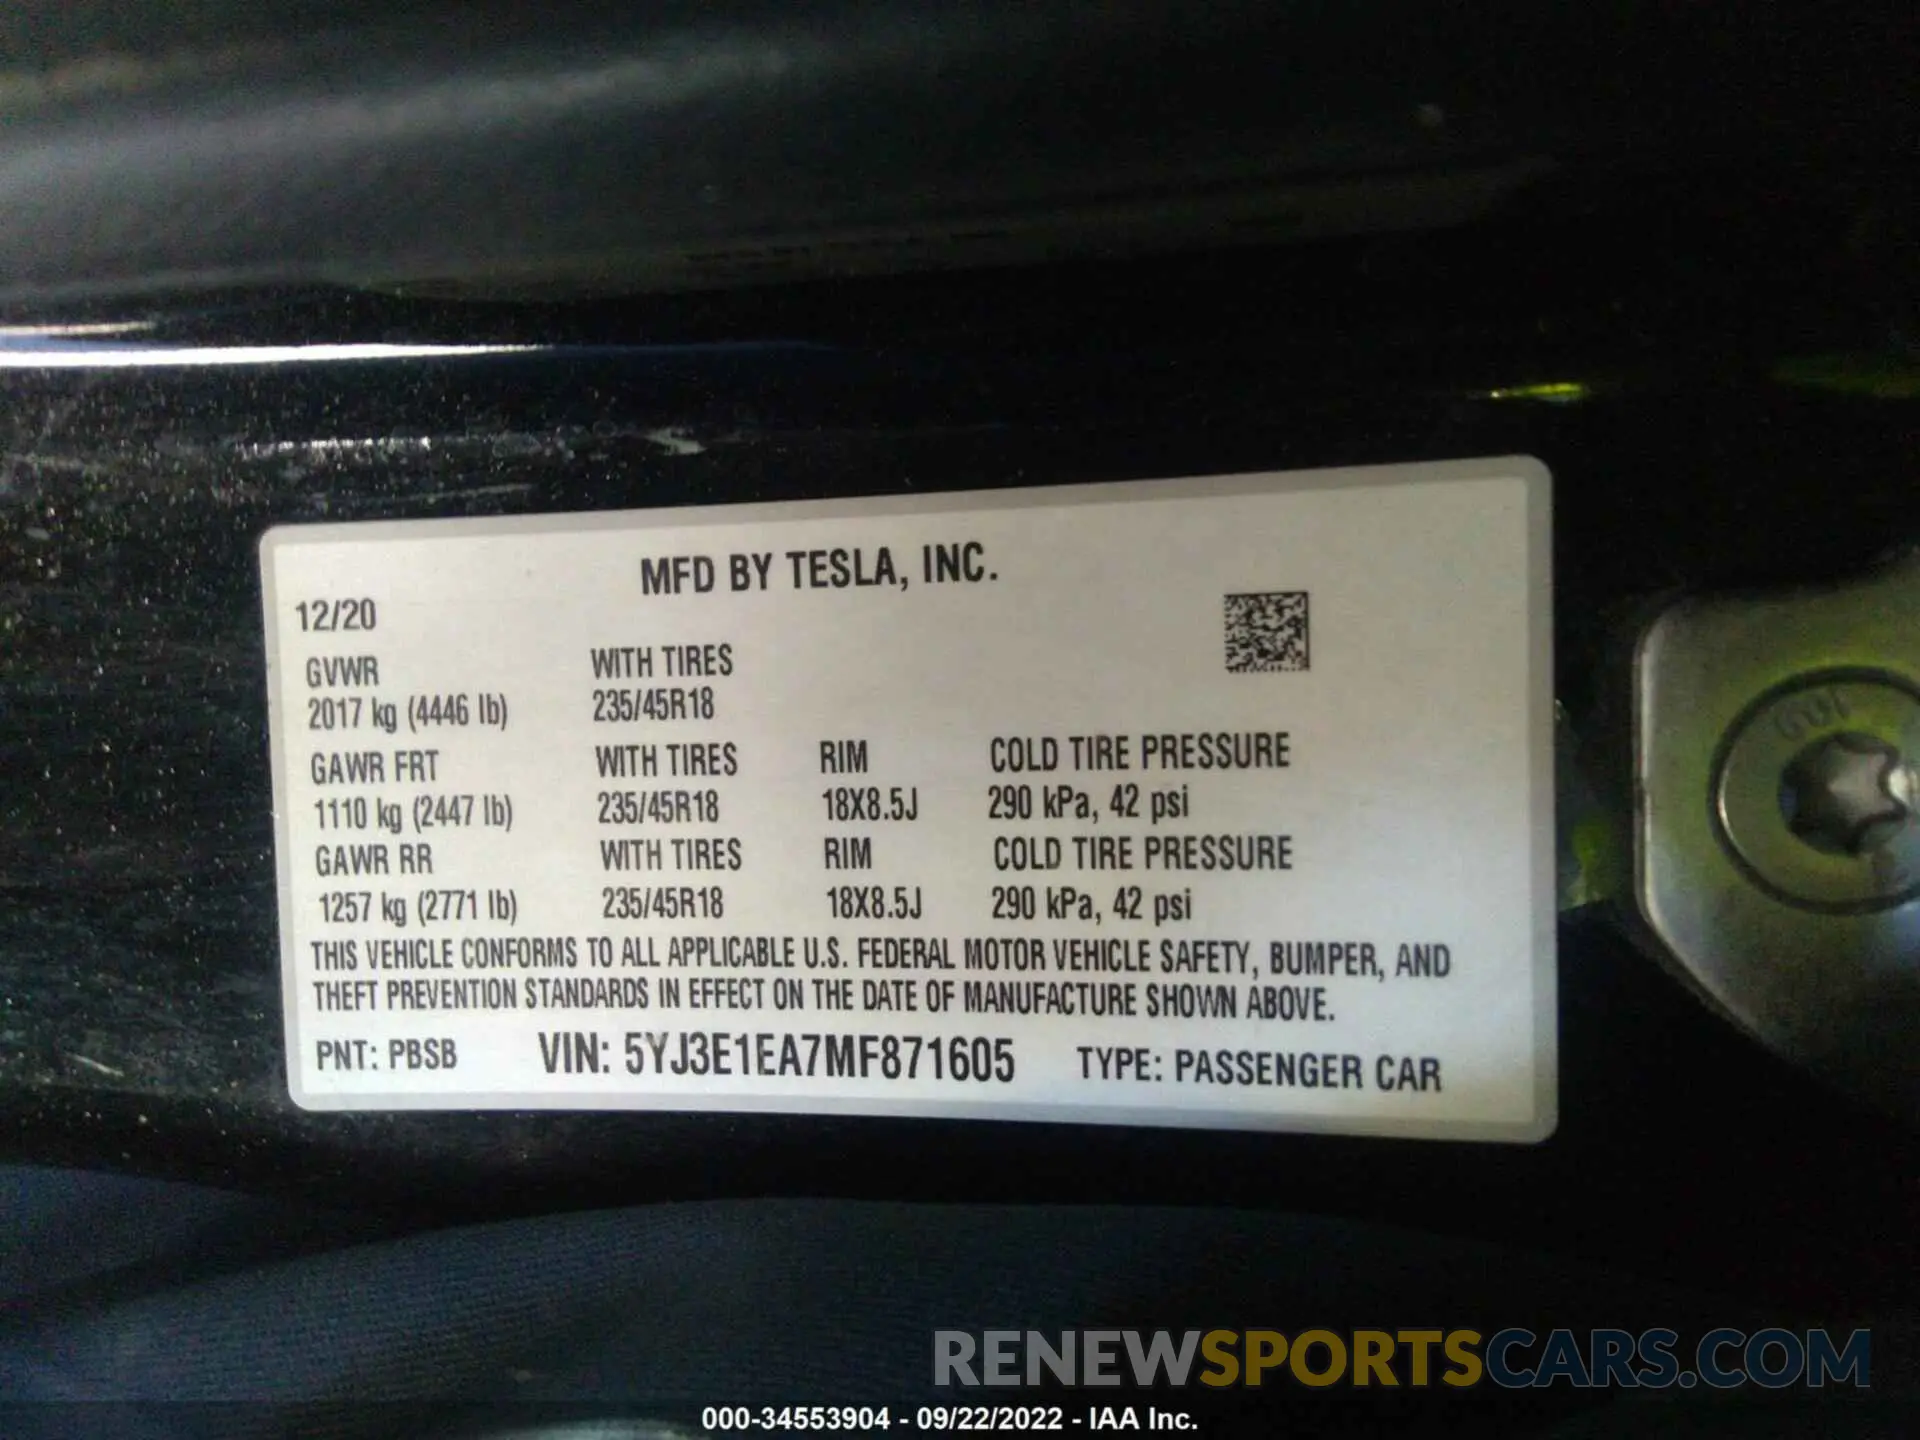 MFD BY TESLA, INC.
12/20
GVWR WITH TIRES
2017 kg (4446 lb) 235/45R18
GAWR FRT WITH TIRES RIM COLD TIRE PRESSURE
1110 kg (2447 lb) 235/45R18 18X8.5J 290 kPa, 42 psi
GAWR RR WITH TIRES RIM COLD TIRE PRESSURE
1257 kg (2771 lb) 235/45R18 18X8.5J 290 kPa, 42 psi
THIS VEHICLE CONFORMS TO ALL APPLICABLE U.S. FEDERAL MOTOR VEHICLE SAFETY, BUMPER, AND
THEFT PREVENTION STANDARDS IN EFFECT ON THE DATE OF MANUFACTURE SHOWN ABOVE.
PNT: PBSB VIN: 5YJ3E1EA7MF871605 TYPE: PASSENGER CAR
RENEWSPORTSCARS.COM
000-34553904 - 09/22/2022 - IAA Inc.